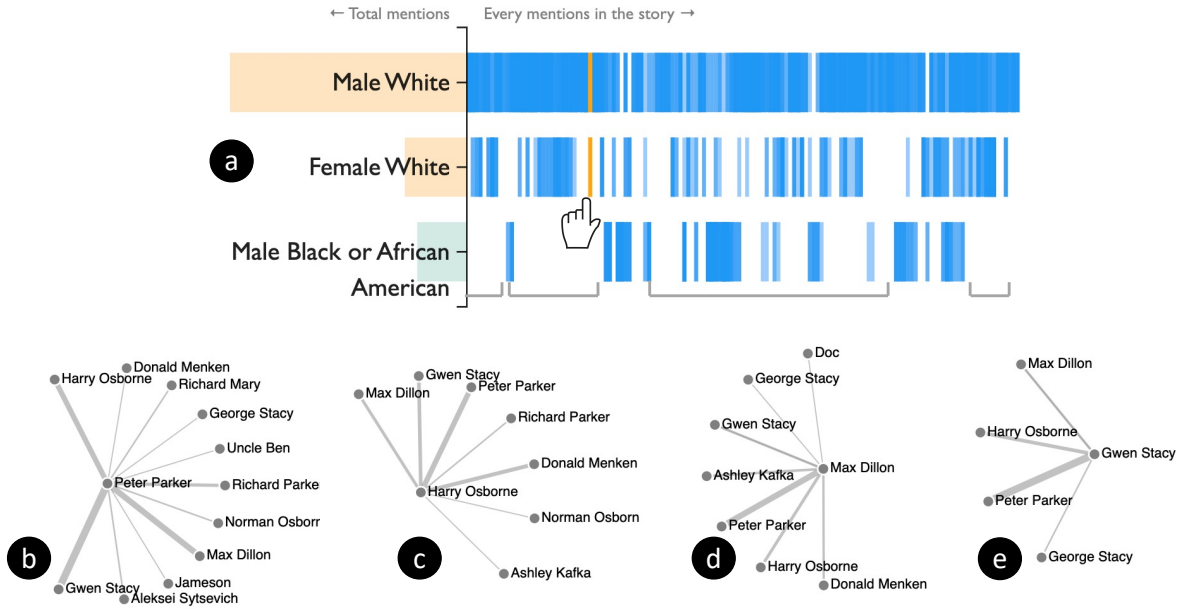 ← Total mentions
Every mentions in the story →
Male White
a
Female White
Male Black or African
American
Donald Menken
Harry Osborne
Richard Mary
George Stacy
Uncle Ben
Peter Parker
Richard Parke
Norman Osborr
Max Dillon
Jameson
Gwen Stacy
Aleksei Sytsevich
b
Gwen Stacy
Peter Parker
Max Dillon
Richard Parker
Donald Menken
Harry Osborne
Norman Osborn
Ashley Kafka
c
Doc
George Stacy
Gwen Stacy
Max Dillon
Ashley Kafka
Peter Parker
Harry Osborne
Donald Menken
d
Max Dillon
Harry Osborne
Gwen Stacy
Peter Parker
George Stacy
e